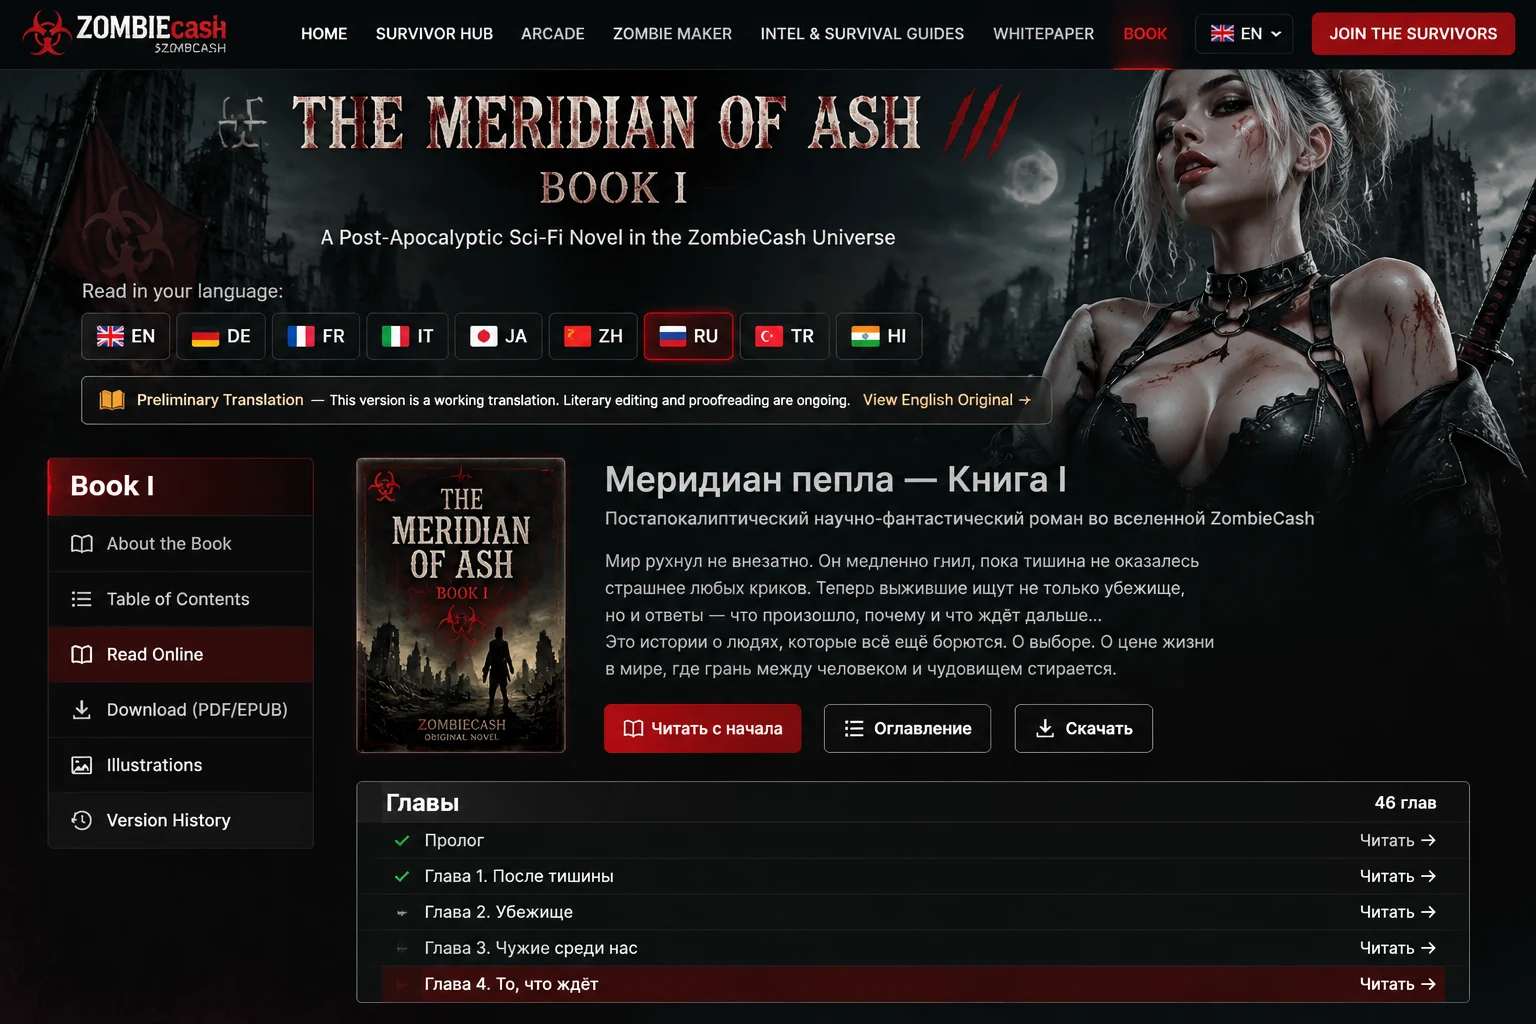 ZOMBIEcash
HOME
SURVIVOR HUB
ARCADE
ZOMBIE MAKER
INTEL & SURVIVAL GUIDES
WHITEPAPER
BOOK
EN
JOIN THE SURVIVORS
THE MERIDIAN OF ASH
BOOK I
A Post-Apocalyptic Sci-Fi Novel in the ZombieCash Universe
Read in your language:
EN
DE
FR
IT
JA
ZH
RU
TR
HI
Preliminary Translation — This version is a working translation. Literary editing and proofreading are ongoing. View English Original →
Book I
About the Book
Table of Contents
Read Online
Download (PDF/EPUB)
Illustrations
Version History
THE
MERIDIAN
OF ASH
BOOK I
ZOMBIECASH
ORIGINAL NOVEL
Меридиан пепла — Книга I
Постапокалиптический научно-фантастический роман во вселенной ZombieCash
Мир рухнул не внезатно. Он медленно гнил, пока тишина не оказалесь
страшнее любых криков. Теперь выжившие ищут не только убежище,
но и ответы — что произошло, почему и что ждёт дальше...
Это истории о людях, которые всё ещё борются. О выборе. О цене жизни
в мире, где грань между человеком и чудовищем стирается.
Читать с начала
Оглавление
Скачать
Главы
46 глав
Пролог
Читать →
Глава 1. После тишины
Читать →
Глава 2. Убежище
Читать →
Глава 3. Чужие среди нас
Читать →
Глава 4. То, что ждёт
Читать →